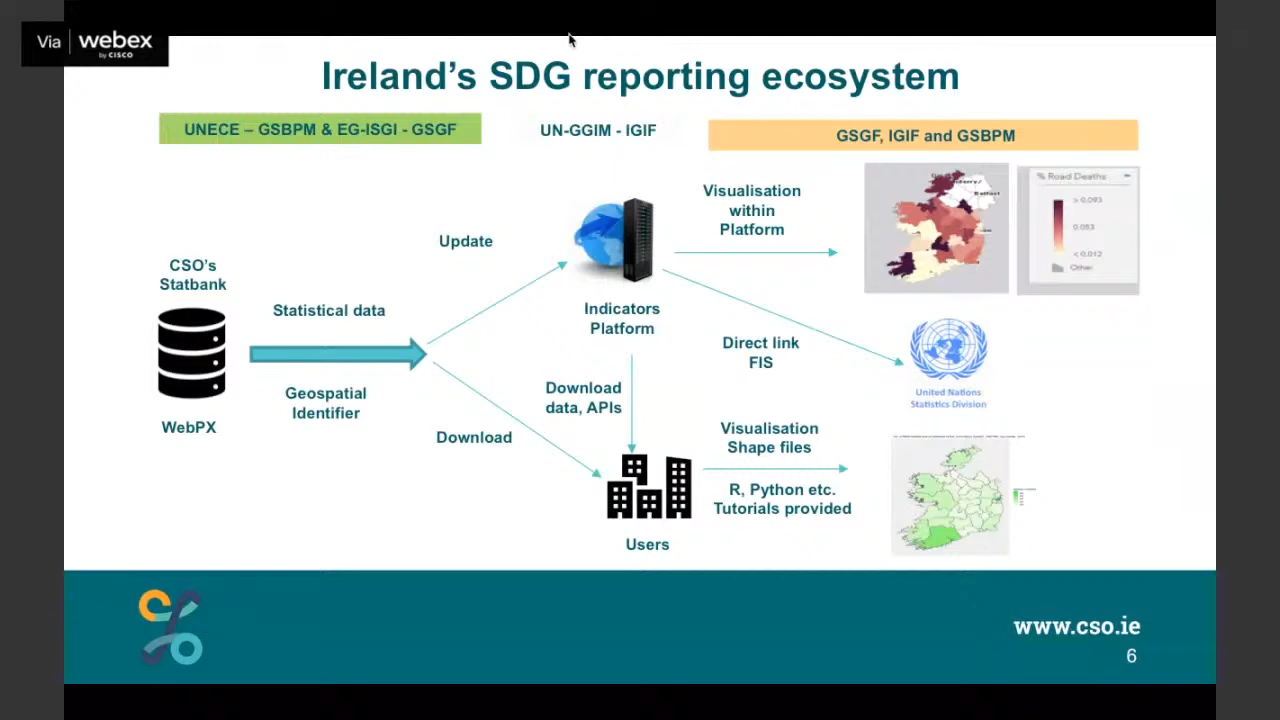 Via webex
by CISCO
Ireland's SDG reporting ecosystem
UNECE – GSBPM & EG-ISGI - GSGF
UN-GGIM - IGIF
GSGF, IGIF and GSBPM
CSO's
Statbank
WebPX
Statistical data
Geospatial
Identifier
Update
Download
Indicators
Platform
Download
data, APIs
Users
Visualisation
within
Platform
Direct link
FIS
Visualisation
Shape files
R, Python etc.
Tutorials provided
Belfast
% Road Deaths
> 0.093
0.053
< 0.012
Other
United Nations
Statistics Division
www.cso.ie
6